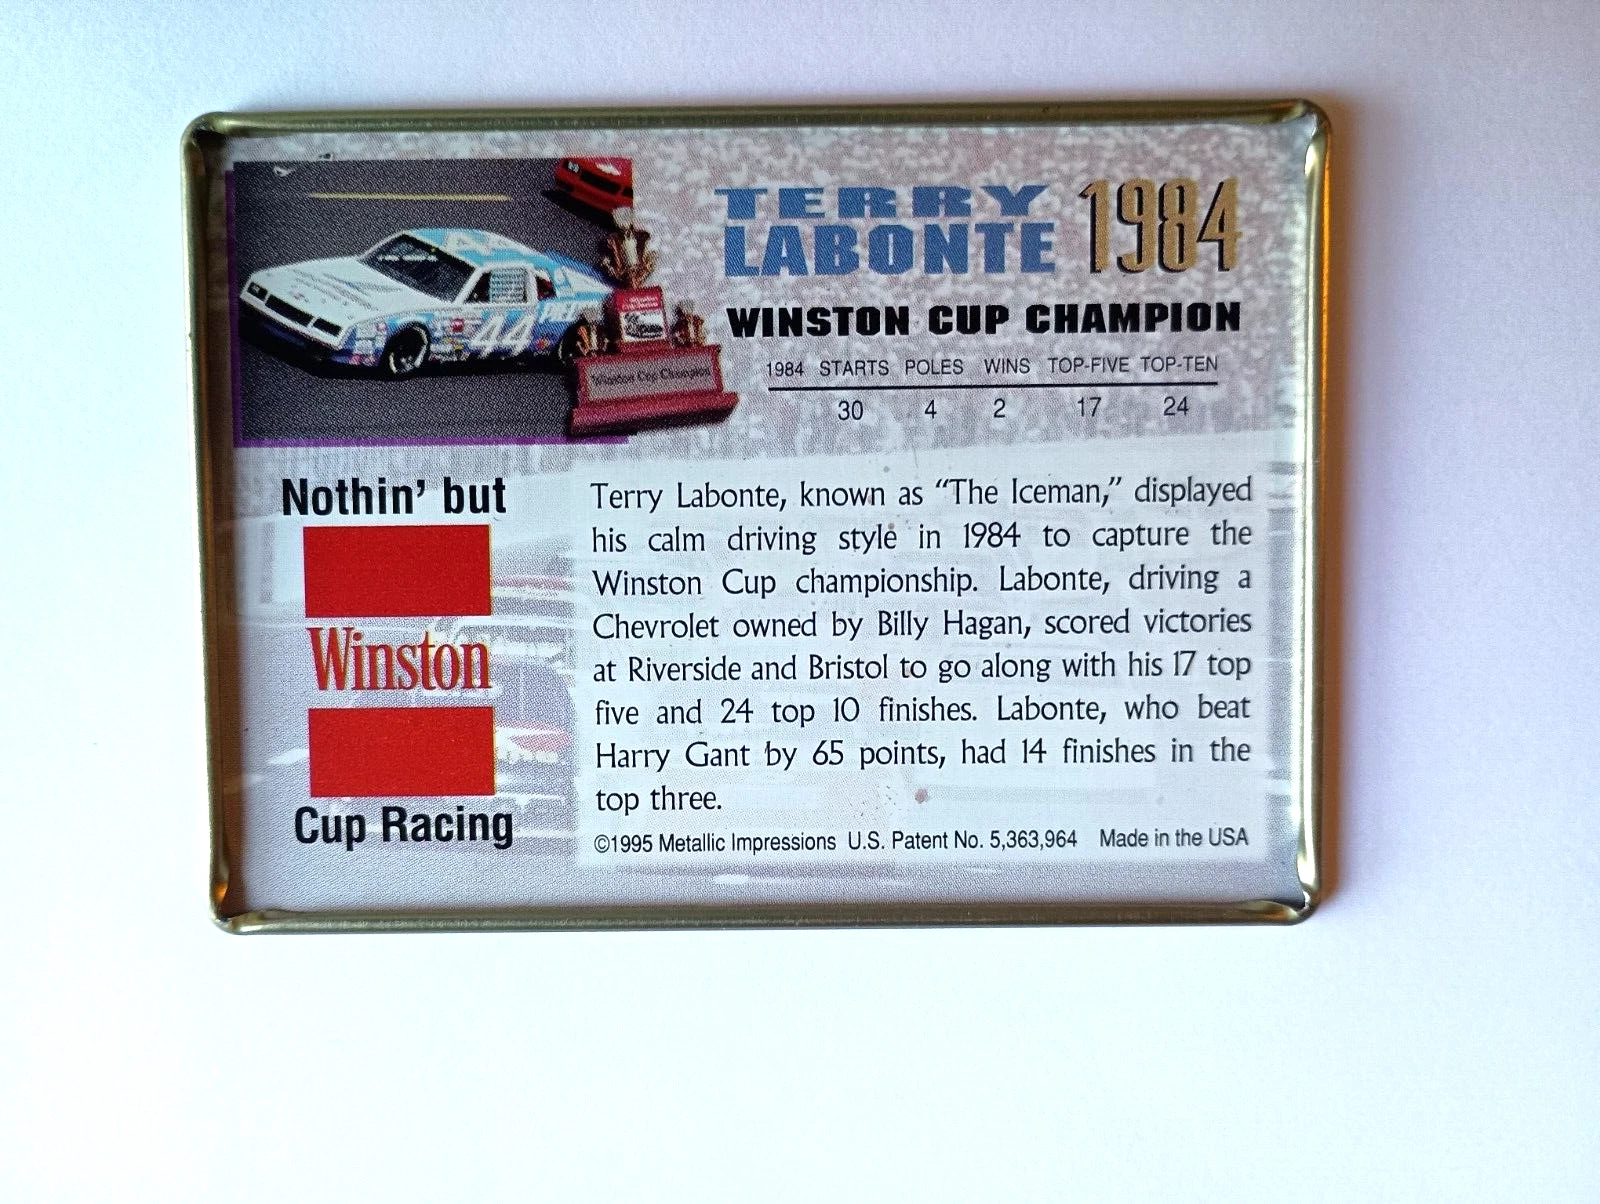 TERRY
LABONTE 1984
WINSTON CUP CHAMPION
1984 STARTS POLES WINS TOP-FIVE TOP-TEN
30 4 2 17 24
44
Winston Cup Champion
Nothin' but
Winston
Cup Racing
Terry Labonte, known as “The Iceman,” displayed
his calm driving style in 1984 to capture the
Winston Cup championship. Labonte, driving a
Chevrolet owned by Billy Hagan, scored victories
at Riverside and Bristol to go along with his 17 top
five and 24 top 10 finishes. Labonte, who beat
Harry Gant by 65 points, had 14 finishes in the
top three.
©1995 Metallic Impressions U.S. Patent No. 5,363,964 Made in the USA